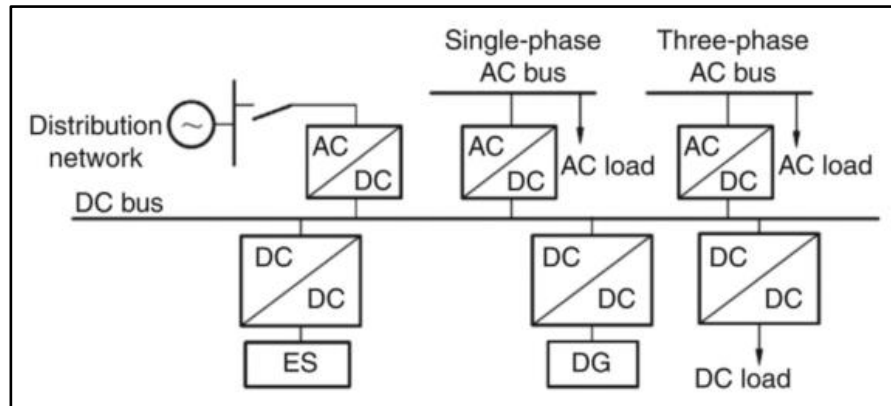 Single-phase
AC bus
Three-phase
AC bus
Distribution
network
~
AC
DC
AC
DC
AC load
AC
DC
AC load
DC bus
DC
DC
DC
DC
DC
DC
ES
DG
DC load